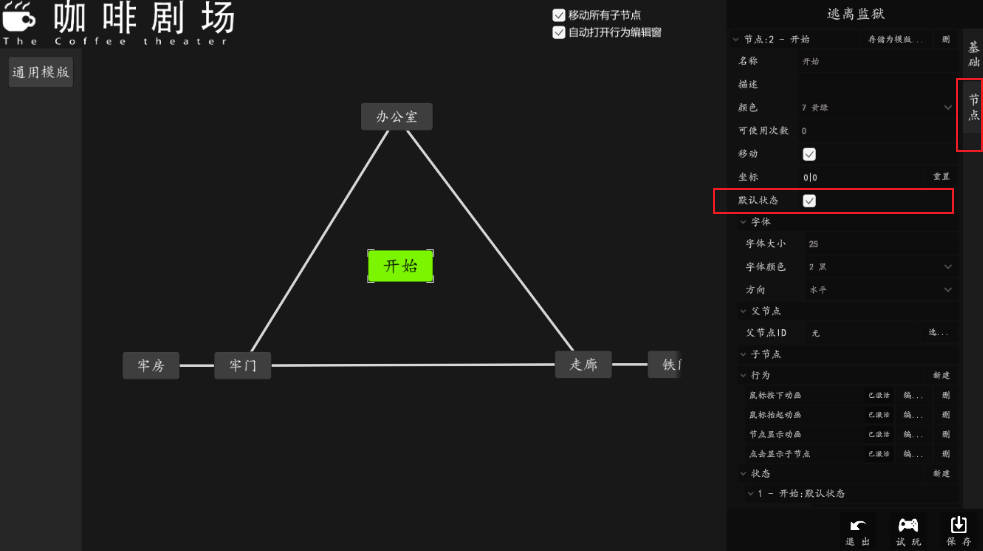 咖啡剧场
The Coffee theater
移动所有子节点
自动打开行为编辑窗
通用模版
办公室
开始
牢房
牢门
走廊
铁
逃离监狱
节点:2 - 开始 存储为模版... 删
名称 开始
描述
颜色 7 黄绿
可使用次数 0
移动
坐标 0|0 重置
默认状态
字体
字体大小 25
字体颜色 2 黑
方向 水平
父节点
父节点ID 无 选...
子节点
行为 新建
鼠标按下动画 已激活 编... 删
鼠标抬起动画 已激活 编... 删
节点显示动画 已激活 编... 删
点击显示子节点 已激活 编... 删
状态 新建
1 - 开始;默认状态
基础
节点
退出
试玩
保存